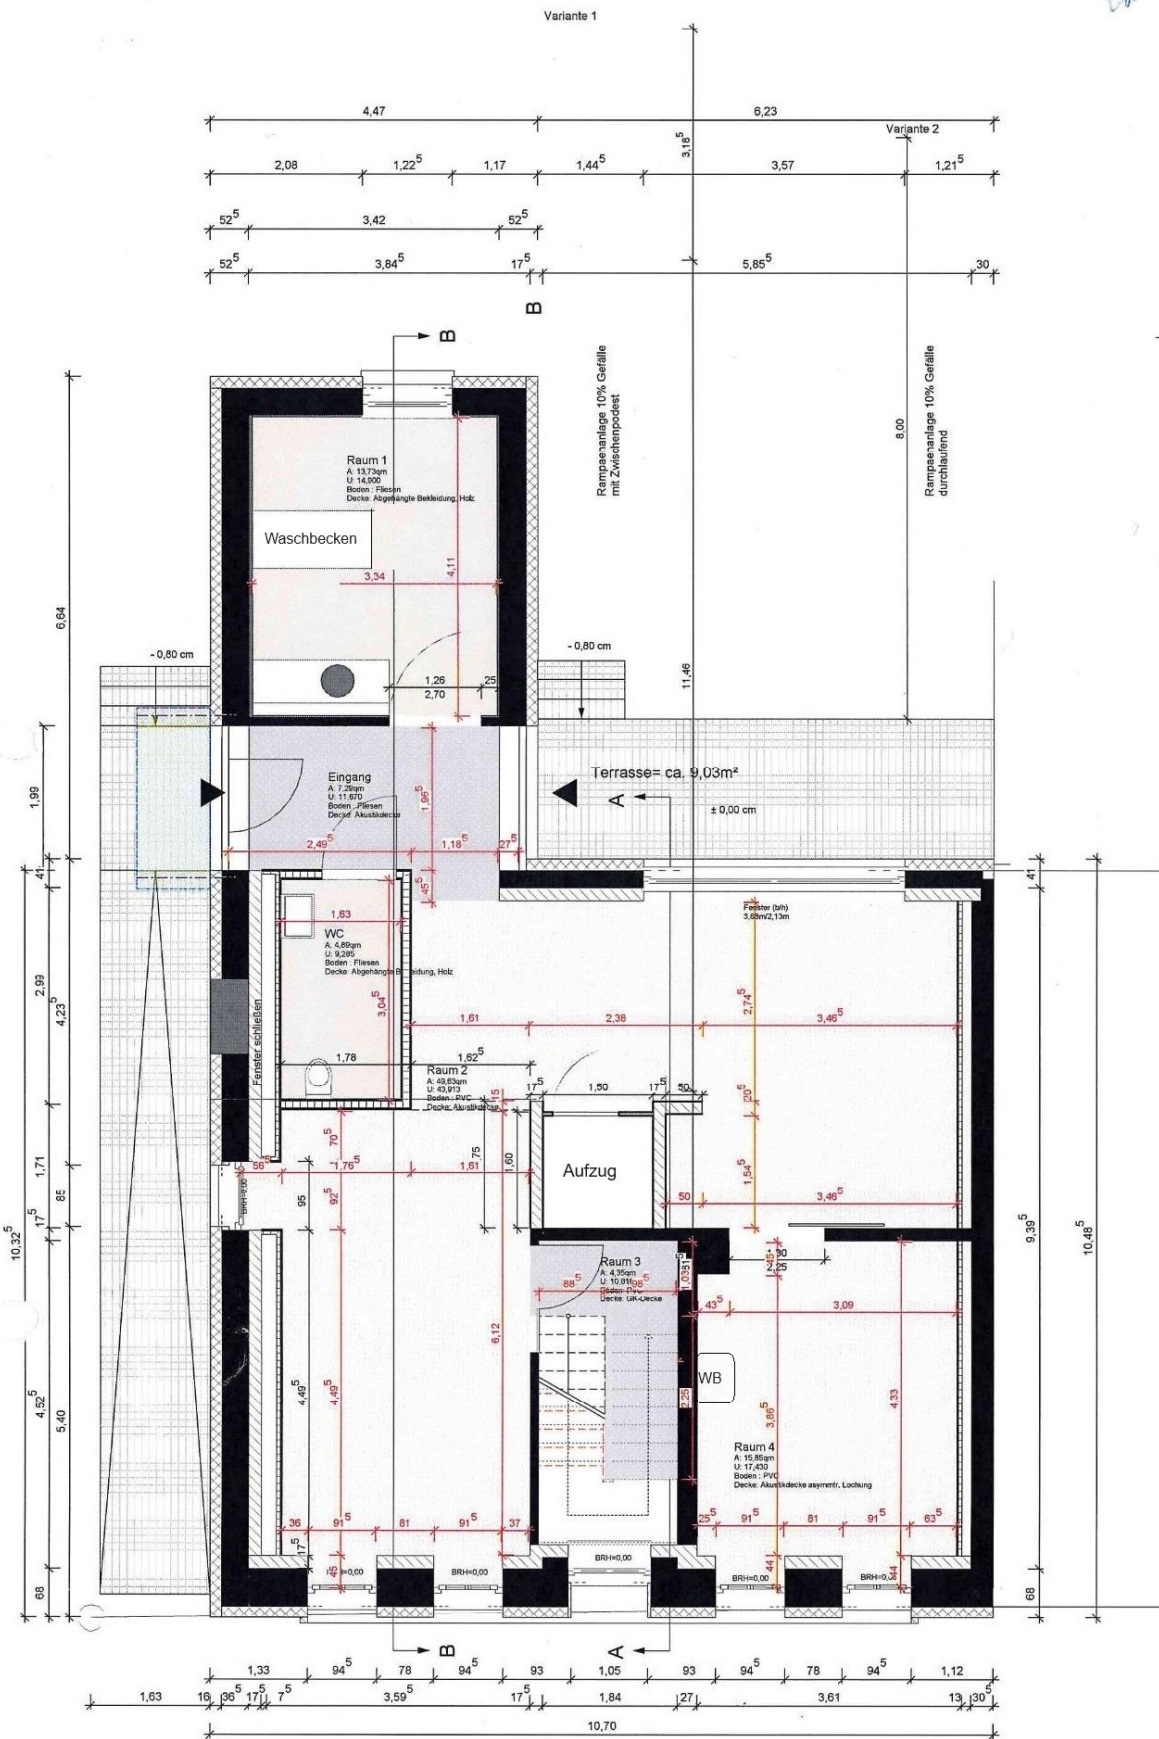 Variante 1
4,47
6,23
Variante 2
3,18⁵
2,08
1,22⁵
1,17
1,44⁵
3,57
1,21⁵
52⁵
3,42
52⁵
52⁵
3,84⁵
17⁵
5,85⁵
30
B
B
Rampaenanlage 10% Gefälle
mit Zwischenpodest
8,00
Rampaenanlage 10% Gefälle
durchlaufend
Raum 1
A: 13,73qm
U: 14,900
Boden : Fliesen
Decke: Abgehängte Bekleidung, Holz
Waschbecken
3,34
4,11
6,64
- 0,80 cm
- 0,80 cm
1,26
2,70
25
11,46
Eingang
A: 7,29qm
U: 11,670
Boden : Fliesen
Decke: Akustikdecke
Terrasse= ca. 9,03m²
A
± 0,00 cm
1,99
1,96⁵
2,49⁵
1,18⁵
27⁵
41
45⁵
41
Fenster (b/h)
3,68m/2,13m
1,63
WC
A: 4,89qm
U: 9,265
Boden : Fliesen
Decke: Abgehängte Bekleidung, Holz
3,04⁵
2,99
4,23⁵
Fenster schließen
2,74⁵
1,61
2,38
3,46⁵
1,78
1,62⁵
Raum 2
A: 49,63qm
U: 43,913
Boden : PVC
Decke: Akustikdecke
15
17⁵
1,50
17⁵
50
20⁵
70⁵
75
1,60
Aufzug
1,54⁵
1,71
85
17⁵
56⁵
1,76⁵
1,61
BRH=0,00
95
92⁵
50
3,46⁵
10,32⁵
9,39⁵
10,48⁵
Raum 3
A: 4,35qm
Decke: GK-Decke
88⁵
98⁵
1,03⁵
45⁵
2,25
43⁵
3,09
6,12
4,49⁵
4,49⁵
4,52⁵
5,40
2,25
WB
3,86⁵
4,33
Raum 4
A: 15,85qm
U: 17,430
Boden : PVC
Decke: Akustikdecke asymmtr. Lochung
36
91⁵
81
91⁵
37
25⁵
91⁵
81
91⁵
63⁵
17⁵
45
44
44
BRH=0,00
BRH=0,00
BRH=0,00
68
68
B
A
1,33
94⁵
78
94⁵
93
1,05
93
94⁵
78
94⁵
1,12
1,63
16
36⁵
17⁵
7⁵
3,59⁵
17⁵
1,84
27
3,61
13
30⁵
10,70